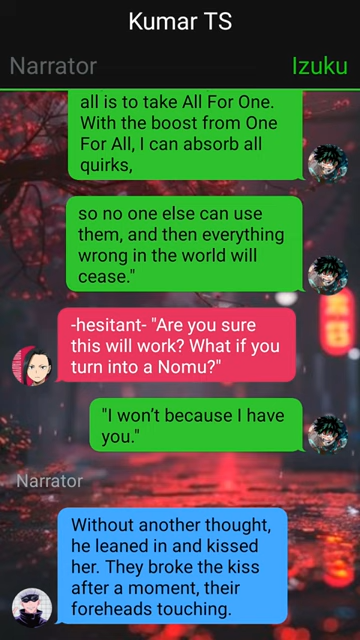 Kumar TS
Narrator
Izuku
all is to take All For One.
With the boost from One
For All, I can absorb all
quirks,
so no one else can use
them, and then everything
wrong in the world will
cease."
-hesitant- "Are you sure
this will work? What if you
turn into a Nomu?"
"I won’t because I have
you."
Narrator
Without another thought,
he leaned in and kissed
her. They broke the kiss
after a moment, their
foreheads touching.